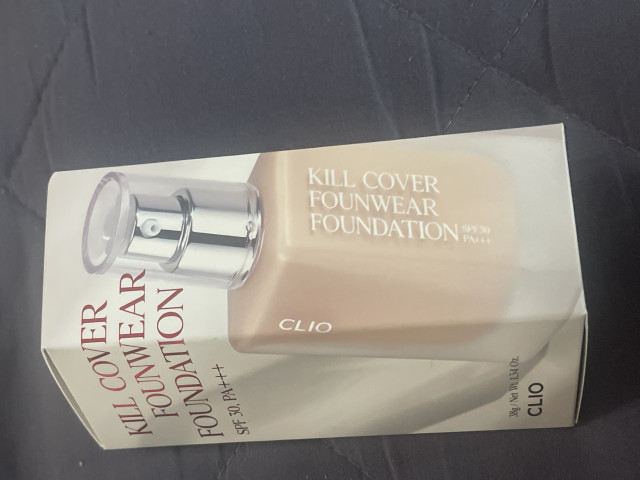 KILL COVER
FOUNWEAR
FOUNDATION SPF 30
PA+++
CLIO
KILL COVER
FOUNWEAR
FOUNDATION
SPF 30, PA+++
38g / Net Wt. 1.34 Oz.
CLIO